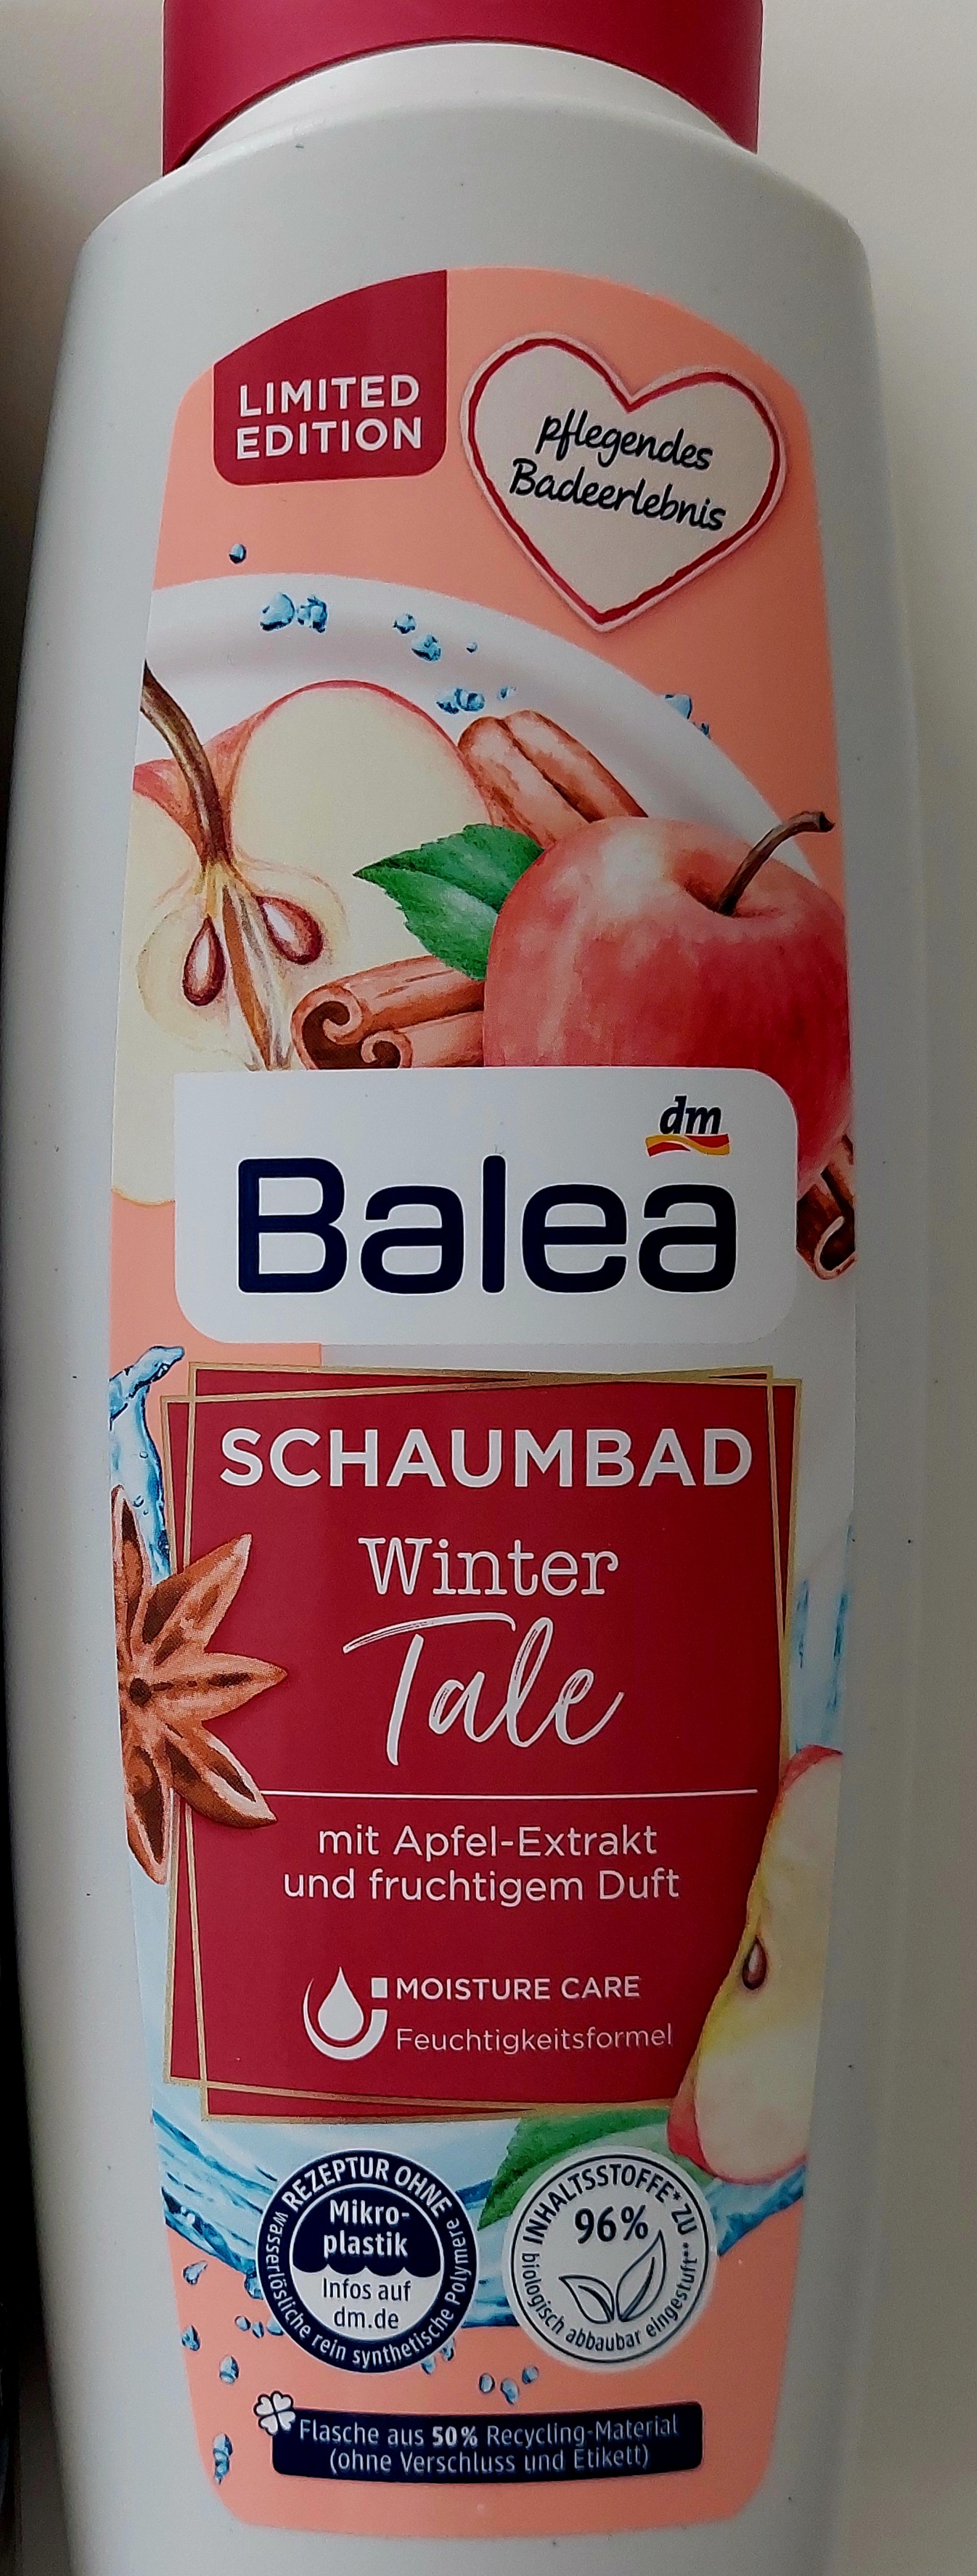 LIMITED
EDITION
pflegendes
Badeerlebnis
dm
Balea
SCHAUMBAD
Winter
Tale
mit Apfel-Extrakt
und fruchtigem Duft
MOISTURE CARE
Feuchtigkeitsformel
REZEPTUR OHNE
Mikro-
plastik
Infos auf
dm.de
wasserlösliche rein synthetische Polymere
INHALTSSTOFFE* ZU
96%
biologisch abbaubar eingestuft**
Flasche aus 50% Recycling-Material
(ohne Verschluss und Etikett)